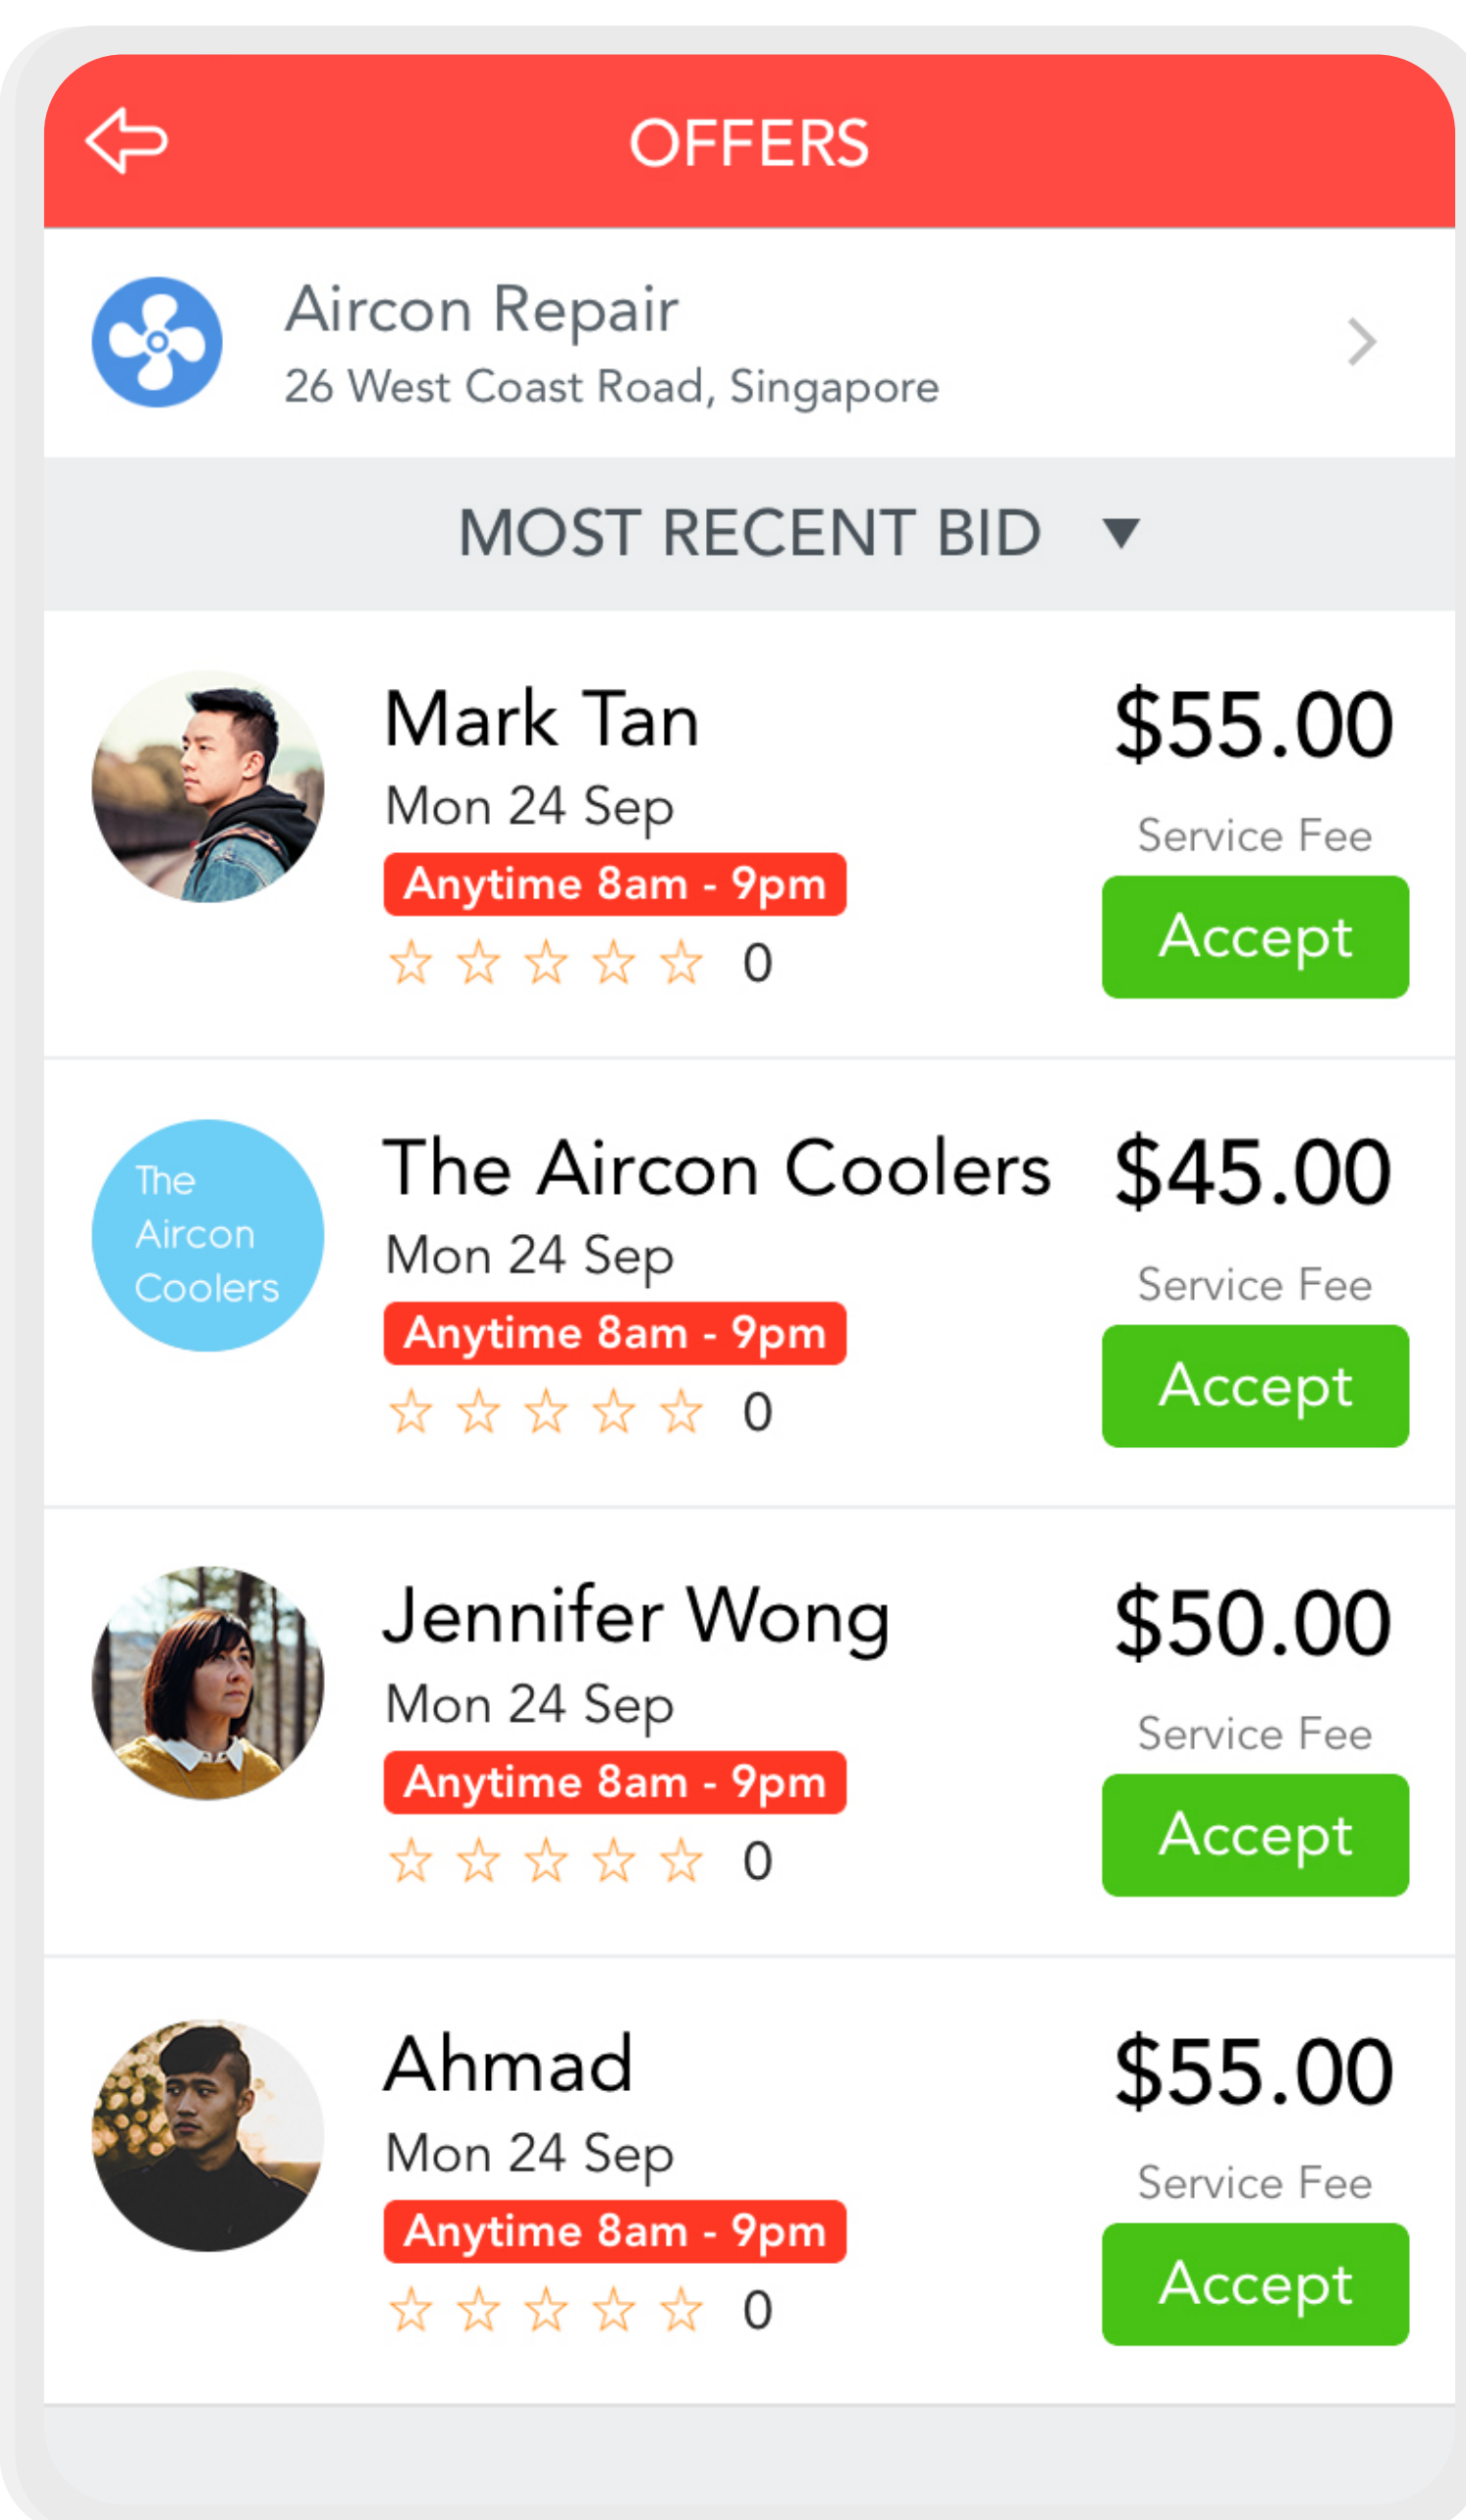 OFFERS
Aircon Repair
26 West Coast Road, Singapore
MOST RECENT BID
Mark Tan
$55.00
Mon 24 Sep
Service Fee
Anytime 8am - 9pm
Accept
0
The
Aircon
Coolers
The Aircon Coolers
$45.00
Mon 24 Sep
Service Fee
Anytime 8am - 9pm
Accept
0
Jennifer Wong
$50.00
Mon 24 Sep
Service Fee
Anytime 8am - 9pm
Accept
0
Ahmad
$55.00
Mon 24 Sep
Service Fee
Anytime 8am - 9pm
Accept
0